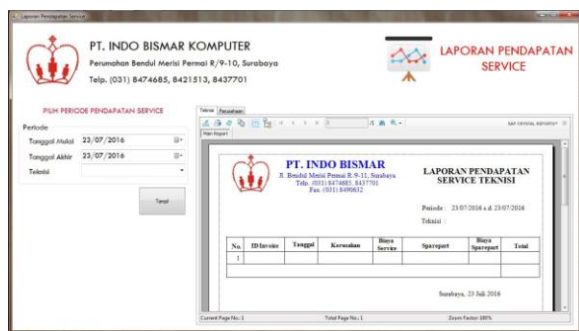 Laporan Pendapatan Service
PT. INDO BISMAR KOMPUTER
Perumahan Bendul Merisi Permai R/9-10, Surabaya
Telp. (031) 8474685, 8421513, 8437701
LAPORAN PENDAPATAN
SERVICE
PILIH PERIODE PENDAPATAN SERVICE
Periode
Tanggal Mulai 23/07/2016
Tanggal Akhir 23/07/2016
Teknisi
Tampil
Teknisi Perusahaan
SAP CRYSTAL REPORTS
Main Report
PT. INDO BISMAR
Jl. Bendul Merisi Permai R-9-11, Surabaya
Telp. (031) 8474685, 8437701
Fax. (031) 8490632
LAPORAN PENDAPATAN
SERVICE TEKNISI
Periode : 23/07/2016 s.d. 23/07/2016
Teknisi :
No. ID Invoice Tanggal Kerusakan Biaya Service Sparepart Biaya Sparepart Total
1
Surabaya, 23 Juli 2016
Current Page No.: 1 Total Page No.: 1 Zoom Factor: 100%